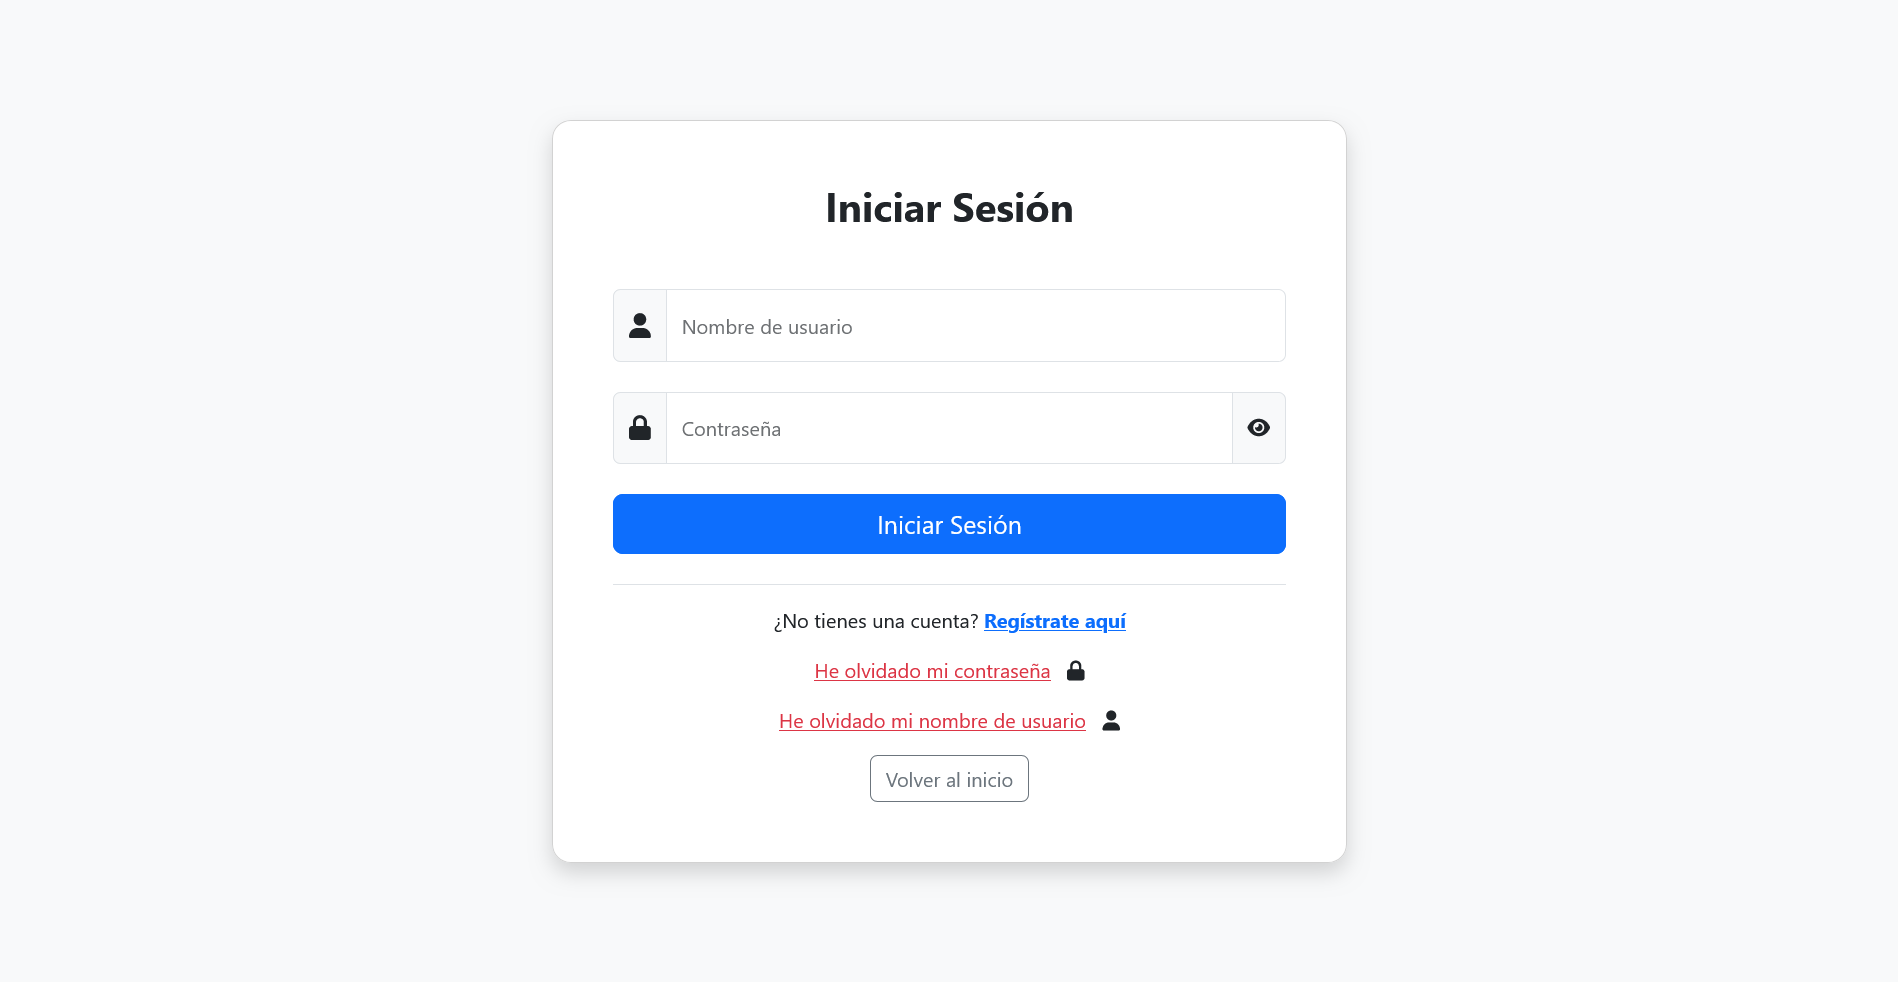 Iniciar Sesión
Nombre de usuario
Contraseña
Iniciar Sesión
¿No tienes una cuenta? Regístrate aquí
He olvidado mi contraseña
He olvidado mi nombre de usuario
Volver al inicio